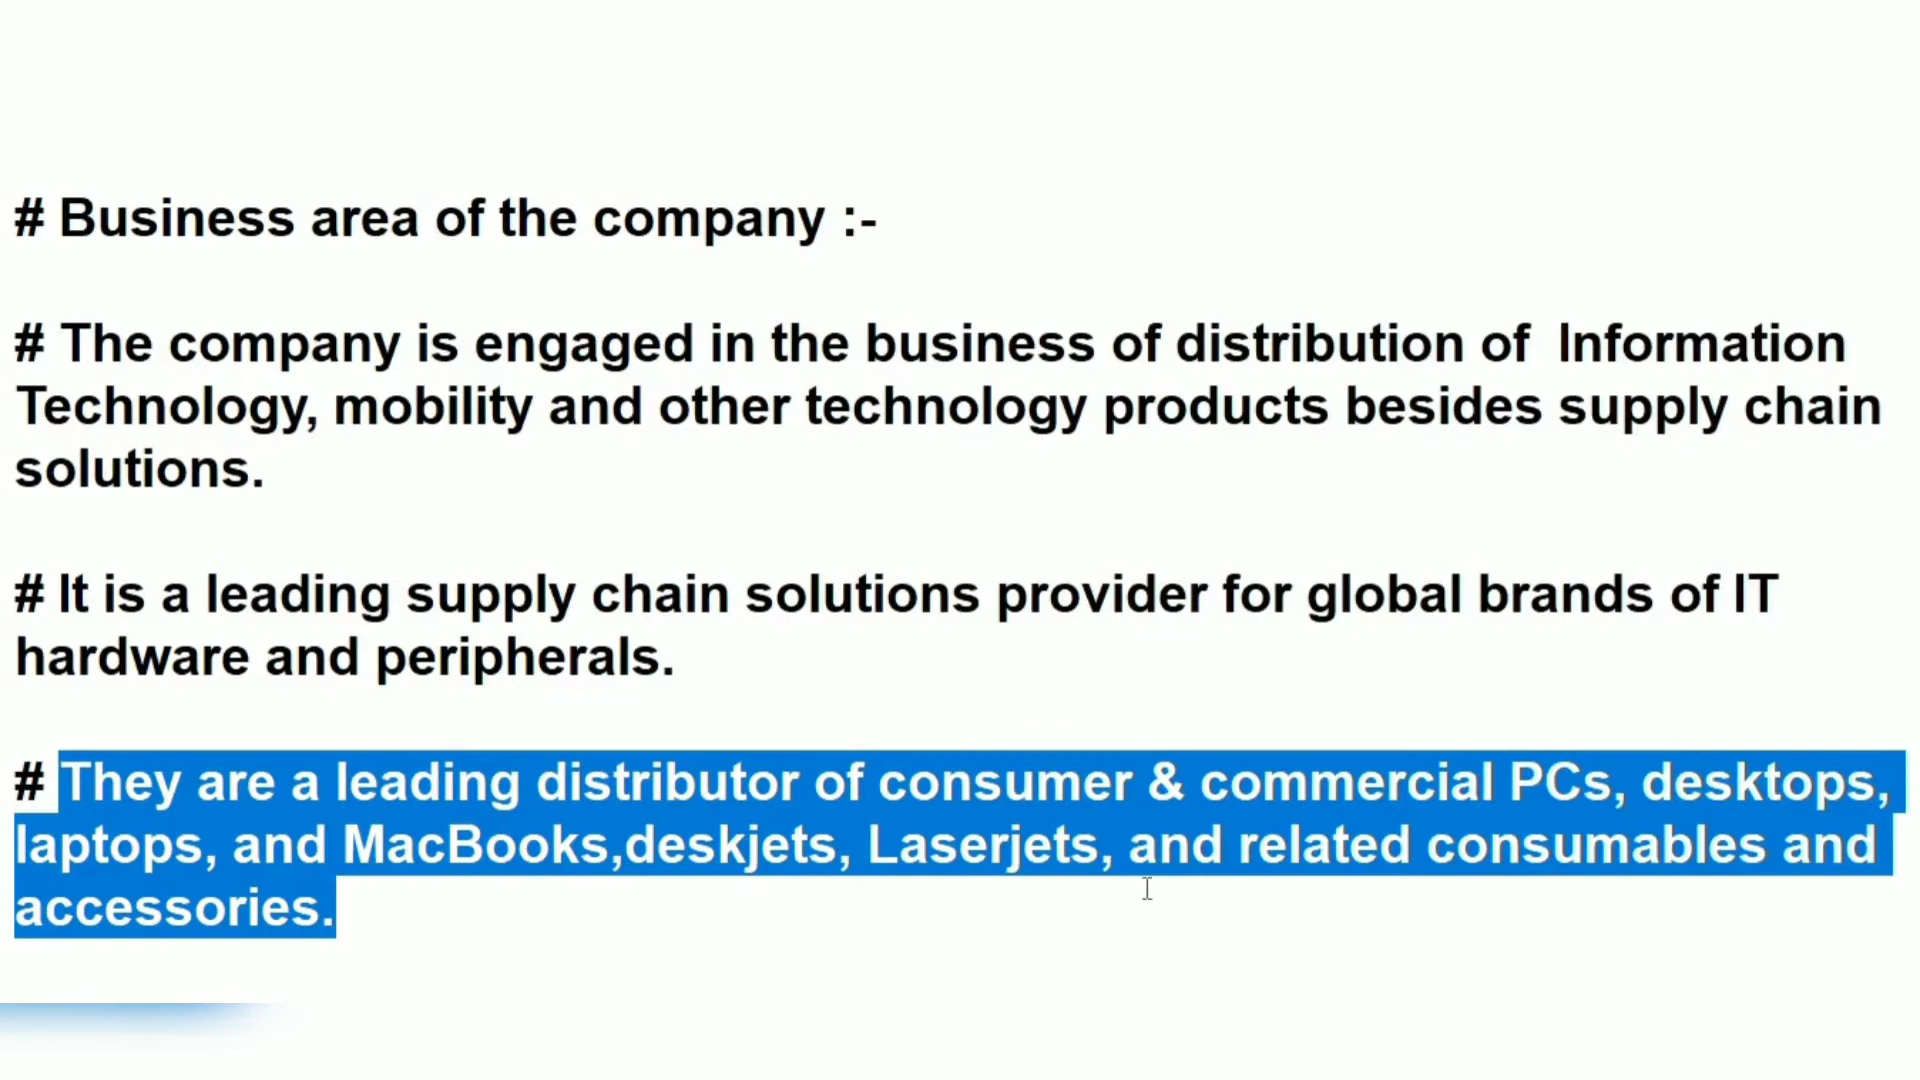 # Business area of the company :-
# The company is engaged in the business of distribution of  Information
Technology, mobility and other technology products besides supply chain
solutions.
# It is a leading supply chain solutions provider for global brands of IT
hardware and peripherals.
# They are a leading distributor of consumer & commercial PCs, desktops,
laptops, and MacBooks,deskjets, Laserjets, and related consumables and
accessories.